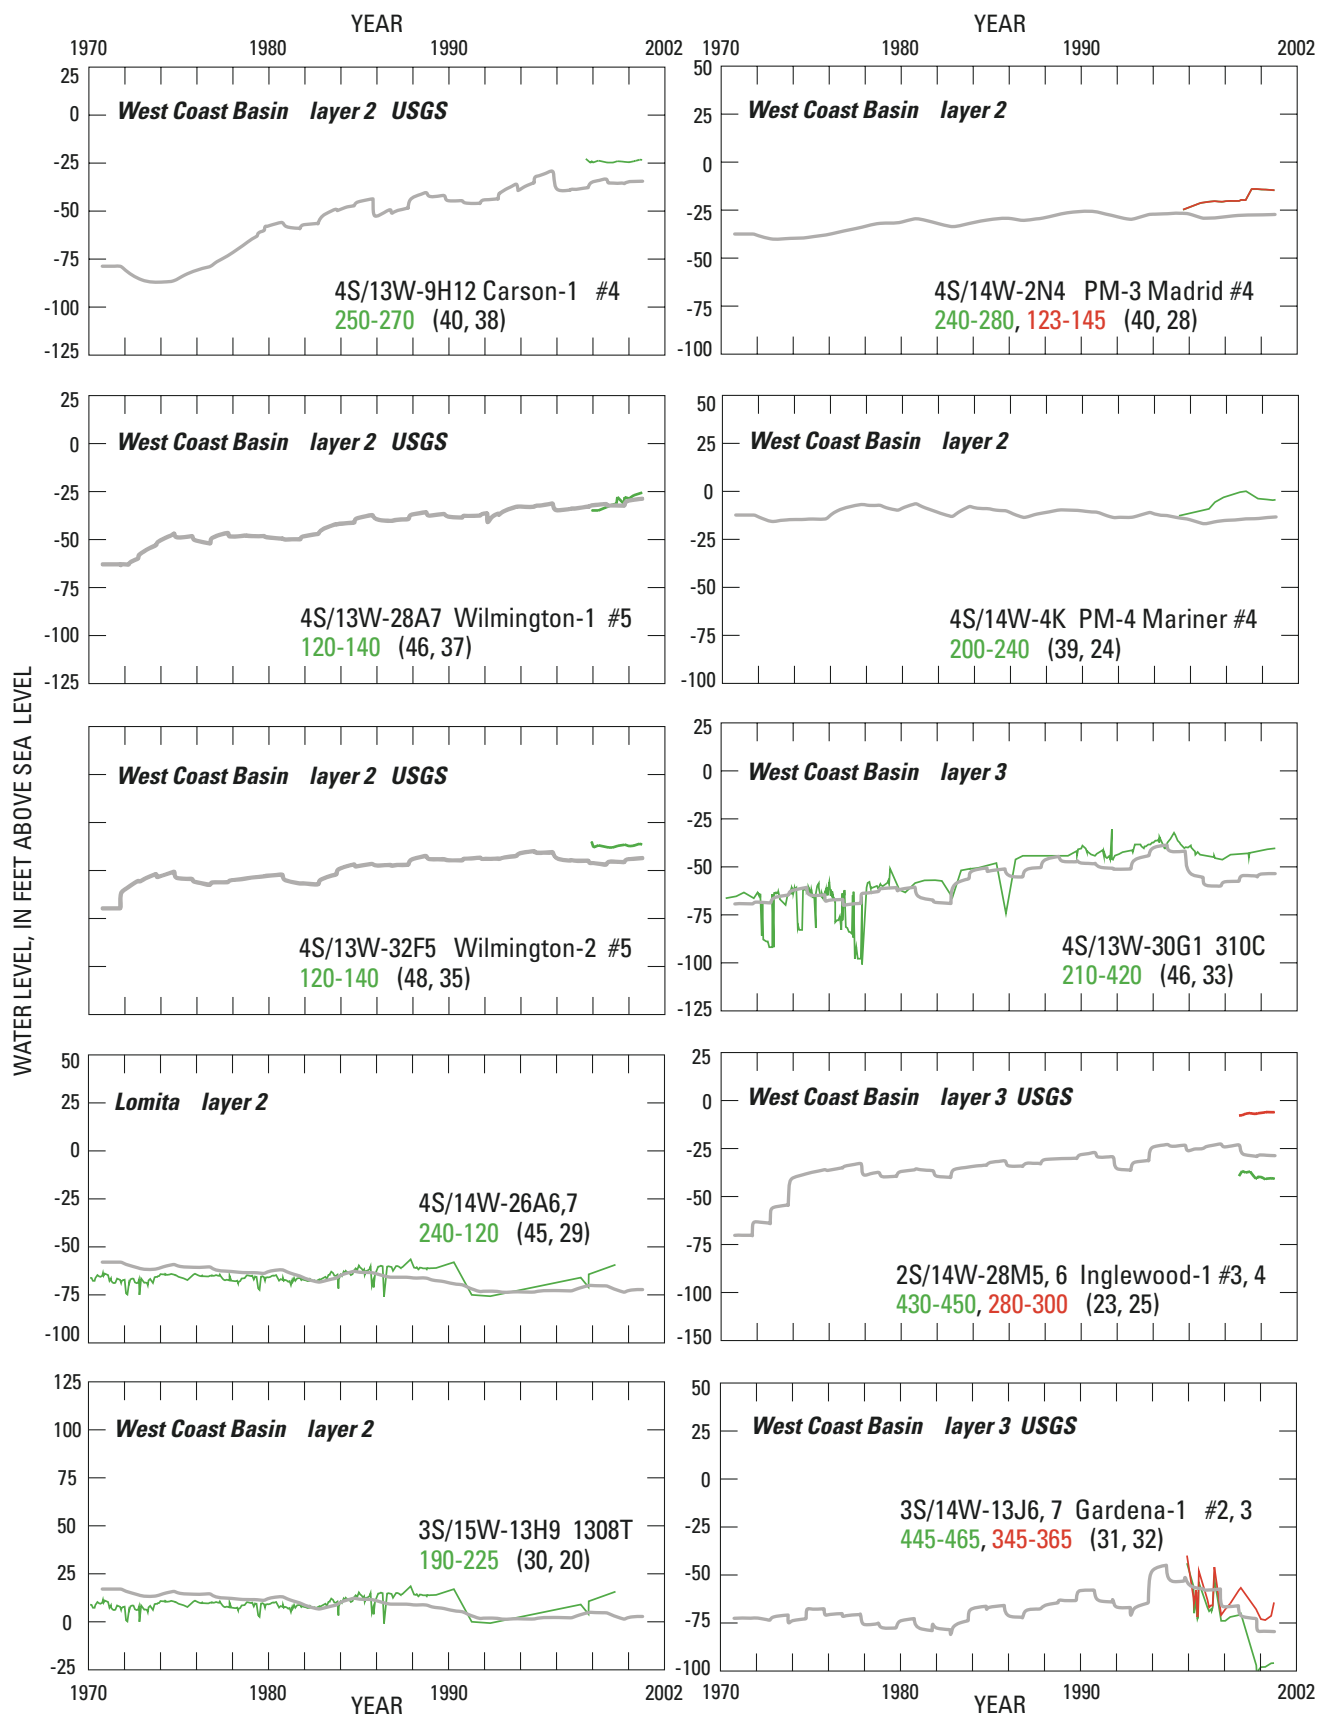 YEAR
1970 1980 1990 2002
25
0
-25
-50
-75
-100
-125
West Coast Basin layer 2 USGS
4S/13W-9H12 Carson-1 #4
250-270 (40, 38)
25
0
-25
-50
-75
-100
-125
West Coast Basin layer 2 USGS
4S/13W-28A7 Wilmington-1 #5
120-140 (46, 37)
West Coast Basin layer 2 USGS
4S/13W-32F5 Wilmington-2 #5
120-140 (48, 35)
50
25
0
-25
-50
-75
-100
Lomita layer 2
4S/14W-26A6,7
240-120 (45, 29)
125
100
75
50
25
0
-25
West Coast Basin layer 2
3S/15W-13H9 1308T
190-225 (30, 20)
1970 1980 1990 2002
YEAR
WATER LEVEL, IN FEET ABOVE SEA LEVEL
YEAR
1970 1980 1990 2002
50
25
0
-25
-50
-75
-100
West Coast Basin layer 2
4S/14W-2N4 PM-3 Madrid #4
240-280, 123-145 (40, 28)
50
25
0
-25
-50
-75
-100
West Coast Basin layer 2
4S/14W-4K PM-4 Mariner #4
200-240 (39, 24)
25
0
-25
-50
-75
-100
-125
West Coast Basin layer 3
4S/13W-30G1 310C
210-420 (46, 33)
25
0
-25
-50
-75
-100
-150
West Coast Basin layer 3 USGS
2S/14W-28M5, 6 Inglewood-1 #3, 4
430-450, 280-300 (23, 25)
50
25
0
-25
-50
-75
-100
West Coast Basin layer 3 USGS
3S/14W-13J6, 7 Gardena-1 #2, 3
445-465, 345-365 (31, 32)
1970 1980 1990 2002
YEAR